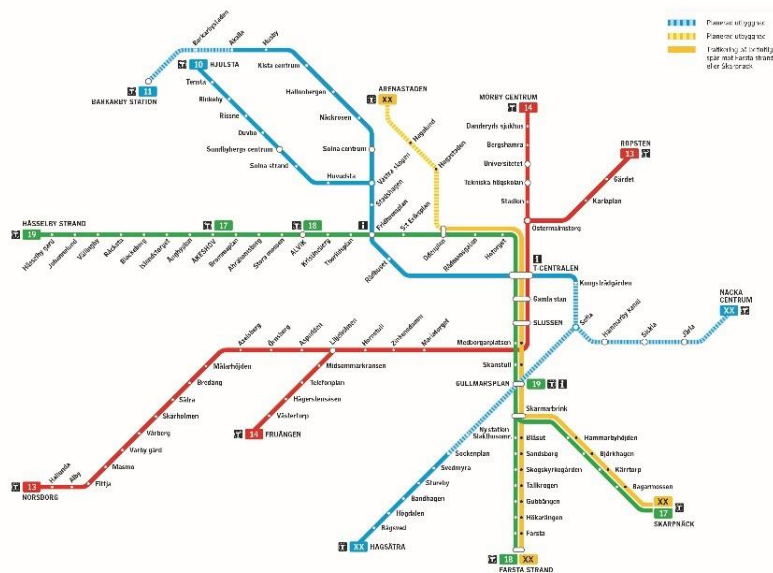 Planerad utbyggnad
Planerad utbyggnad
Trafikering på befintligt
spår mot Farsta strand
eller Skarpnäck
Barkarbystaden
Akalla
Husby
Kista centrum
Hallonbergen
Näckrosen
10 HJULSTA
11
BARKARBY STATION
Tensta
Rinkeby
Rissne
Duvbo
Sundbybergs centrum
Solna strand
Huvudsta
Solna centrum
Västra skogen
Stadshagen
ARENASTADEN
XX
Hagalund
Hagastaden
MÖRBY CENTRUM
14
Danderyds sjukhus
Bergshamra
Universitetet
Tekniska högskolan
Stadion
ROPSTEN
13
Gärdet
Karlaplan
Östermalmstorg
HÄSSELBY STRAND
19
Hässelby gård
Johannelund
Vällingby
Råcksta
Blackeberg
Islandstorget
Ängbyplan
17
ÅKESHOV
Brommaplan
Abrahamsberg
Stora mossen
18
ALVIK
Kristineberg
Thorildsplan
Fridhemsplan
S:t Eriksplan
Odenplan
Rådmansgatan
Hötorget
Rådhuset
T-CENTRALEN
Kungsträdgården
Gamla stan
SLUSSEN
Sofia
Hammarby kanal
Sickla
Järla
NACKA
CENTRUM
XX
Medborgarplatsen
Skanstull
GULLMARSPLAN
19
Skärmarbrink
Axelsberg
Örnsberg
Aspudden
Liljeholmen
Hornstull
Zinkensdamm
Mariatorget
Mälarhöjden
Bredäng
Sätra
Skärholmen
Vårberg
Vårby gård
Masmo
Fittja
Alby
Hallunda
13
NORSBORG
Midsommarkransen
Telefonplan
Hägerstensåsen
Västertorp
14 FRUÄNGEN
Ny station
Slakthusomr.
Sockenplan
Svedmyra
Stureby
Bandhagen
Högdalen
Rågsved
XX HAGSÄTRA
Blåsut
Sandsborg
Skogskyrkogården
Tallkrogen
Gubbängen
Hökarängen
Farsta
18 XX
FARSTA STRAND
Hammarbyhöjden
Björkhagen
Kärrtorp
Bagarmossen
XX
17
SKARPNÄCK